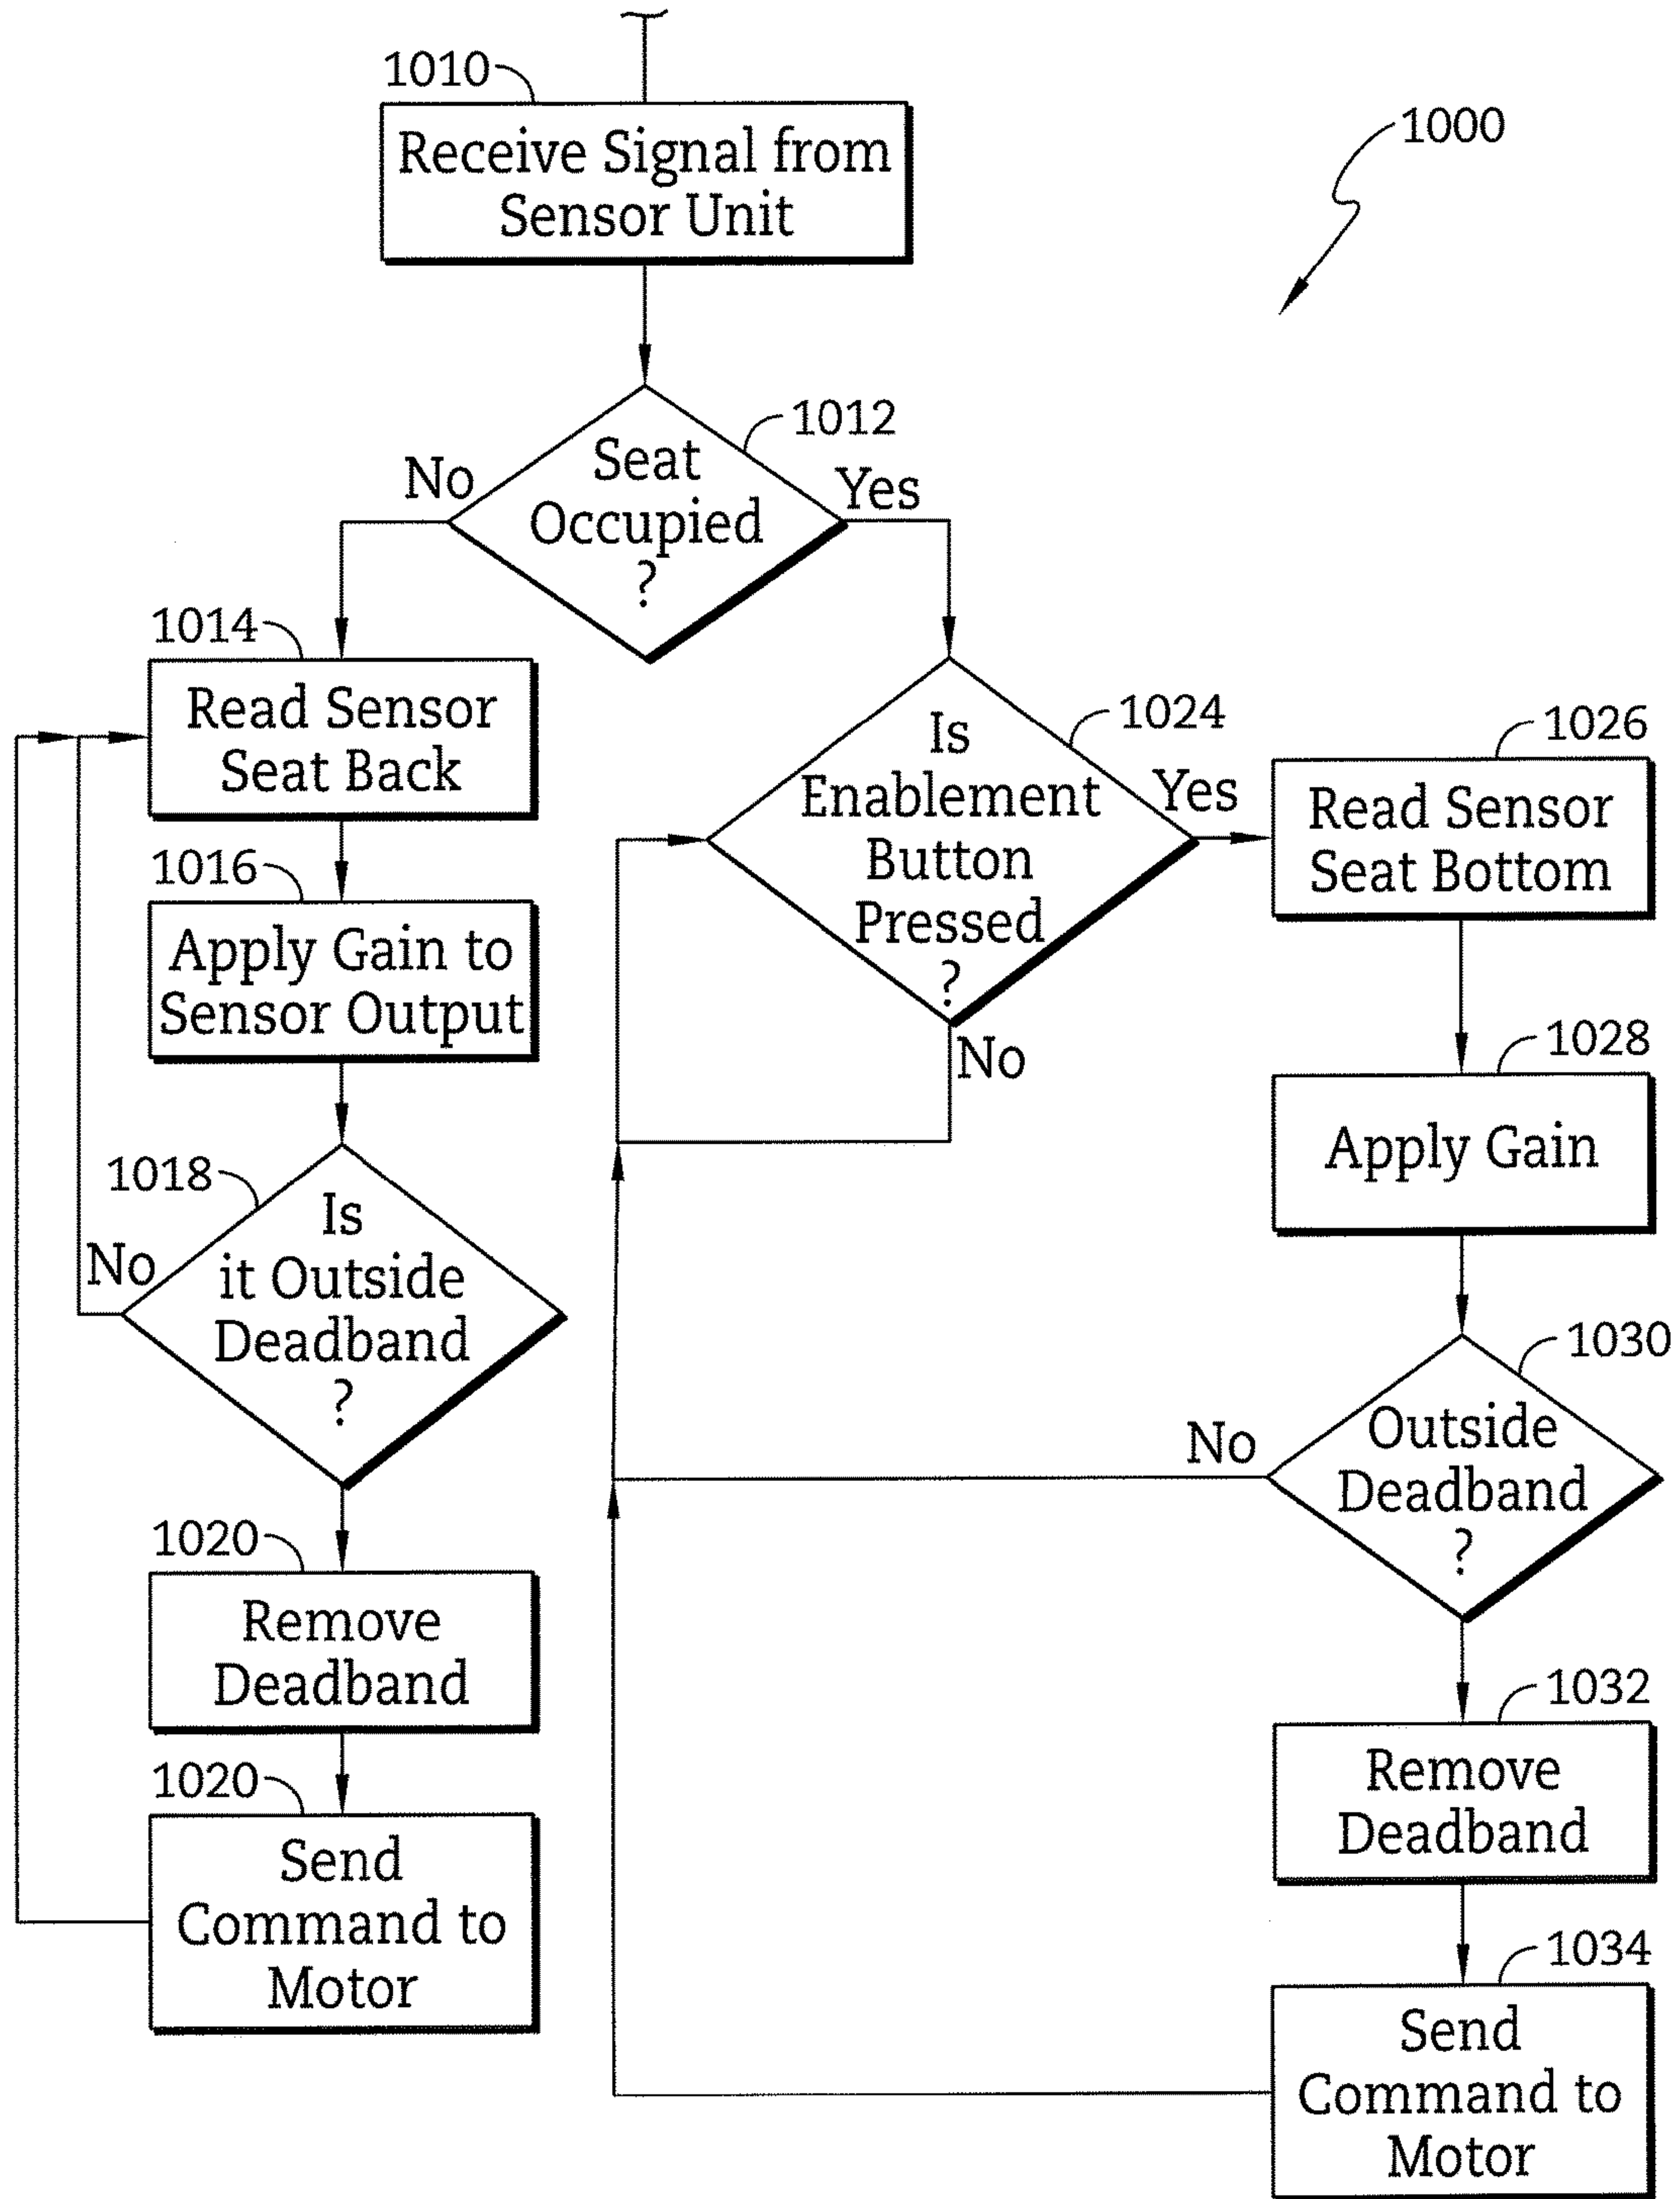 1010
Receive Signal from
Sensor Unit
1000
1012
Seat
Occupied
?
No
Yes
1014
Read Sensor
Seat Back
1016
Apply Gain to
Sensor Output
1018
Is
it Outside
Deadband
?
No
1020
Remove
Deadband
1020
Send
Command to
Motor
1024
Is
Enablement
Button
Pressed
?
Yes
No
1026
Read Sensor
Seat Bottom
1028
Apply Gain
1030
Outside
Deadband
?
No
1032
Remove
Deadband
1034
Send
Command to
Motor